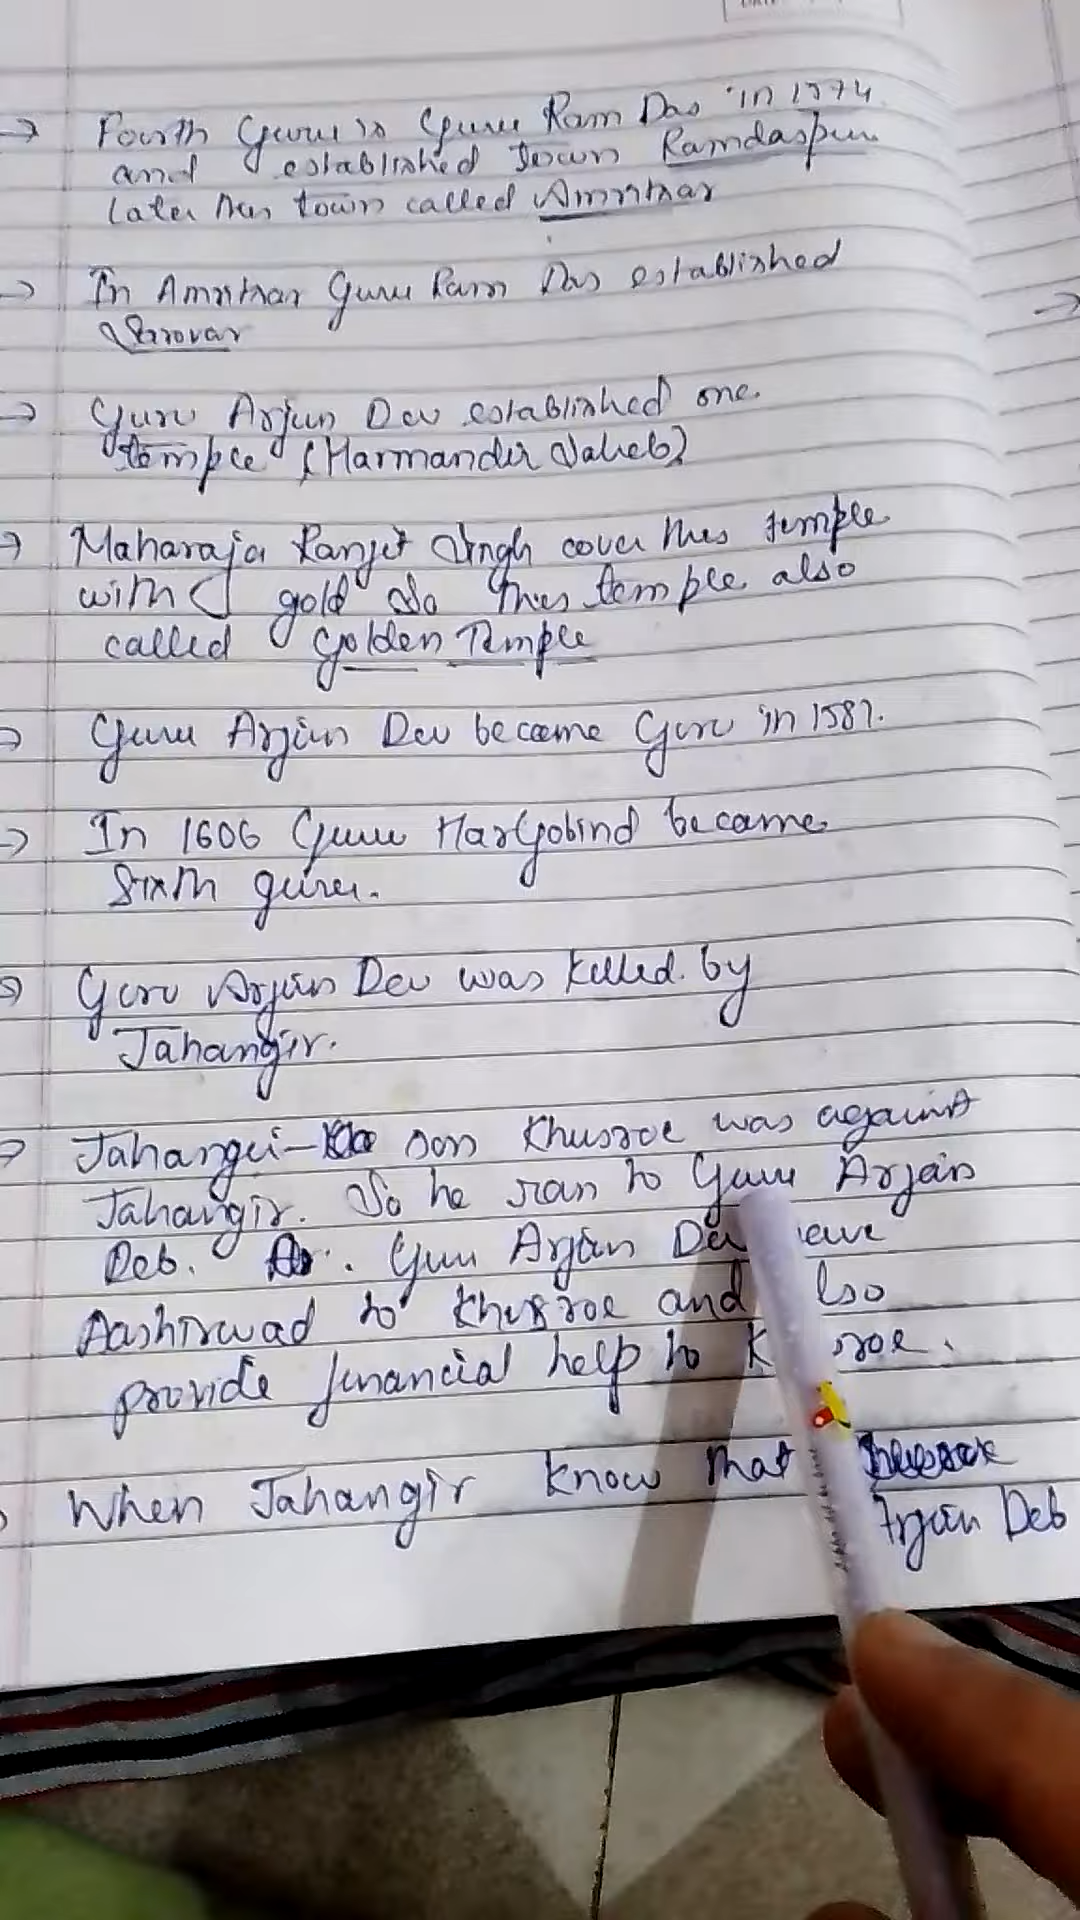 → Fourth Guru is Guru Ram Das in 1574
and established town Ramdaspur
later this town called Amritsar
→ In Amritsar Guru Ram Das established
Sarovar
→ Guru Arjun Dev established one
temple (Harmander Saheb)
→ Maharaja Ranjit Singh cover this temple
with gold so this temple also
called Golden Temple
→ Guru Arjun Dev became Guru in 1581.
→ In 1606 Guru HarGobind became
Sixth guru.
→ Guru Arjun Dev was killed by
Jahangir.
→ Jahangir son Khusroe was against
Jahangir. So he ran to Guru Arjan
Deb. Guru Arjan
Aashirwad to Khusroe and
provide financial help to
When Jahangir know that
Arjan Deb